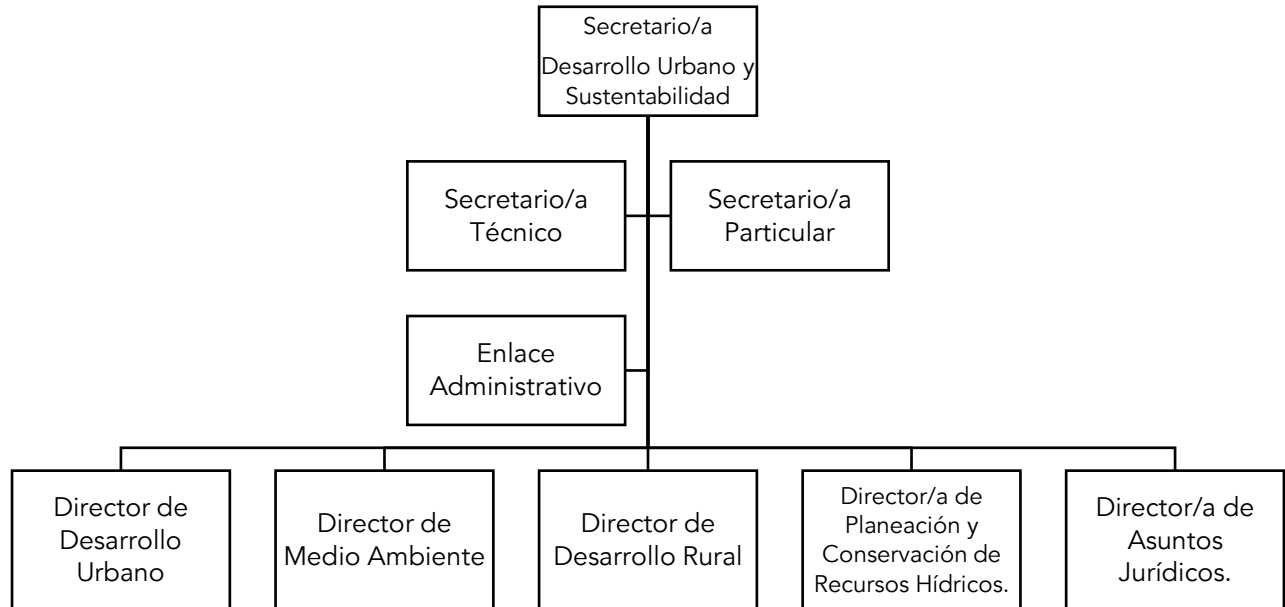 Secretario/a
Desarrollo Urbano y
Sustentabilidad
Secretario/a
Técnico
Secretario/a
Particular
Enlace
Administrativo
Director de
Desarrollo
Urbano
Director de
Medio Ambiente
Director de
Desarrollo Rural
Director/a de
Planeación y
Conservación de
Recursos Hídricos.
Director/a de
Asuntos
Jurídicos.